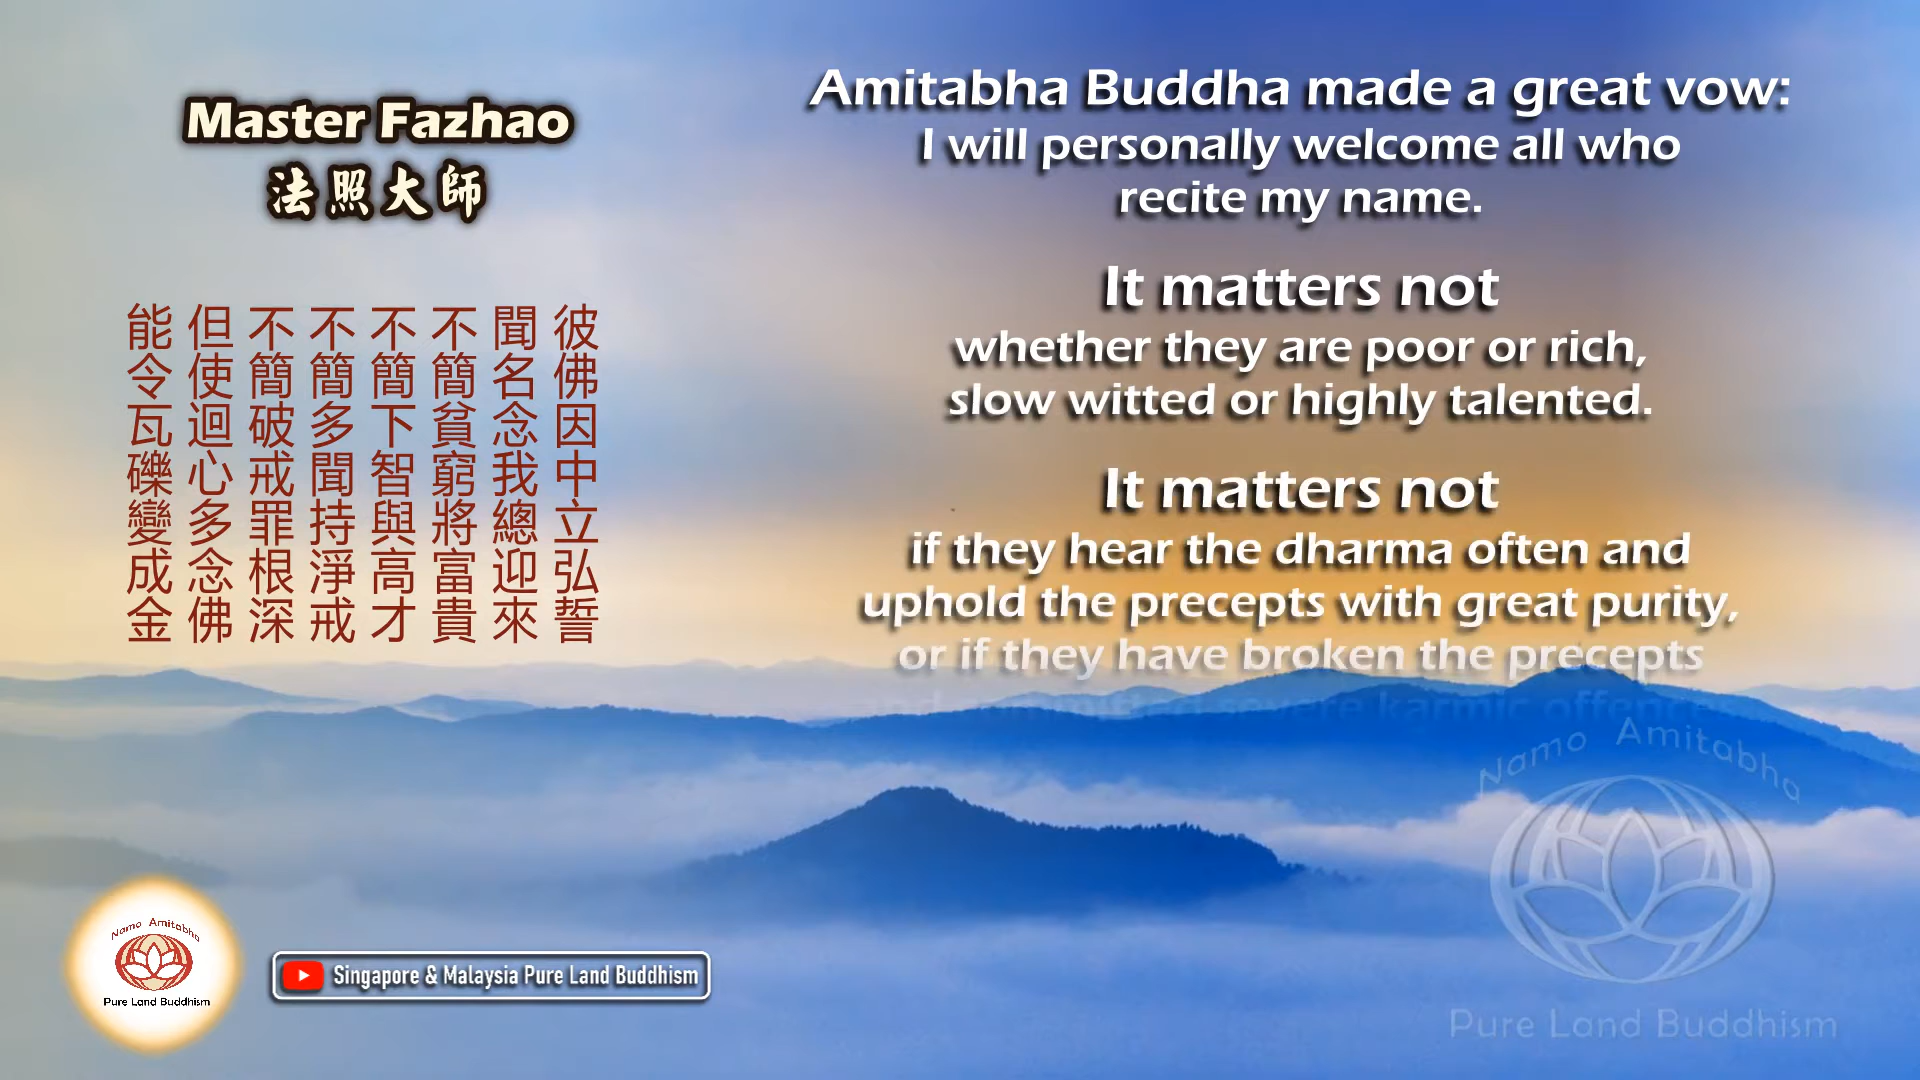 Master Fazhao
法照大師
彼佛因中立弘誓
聞名念我總迎來
不簡貧窮將富貴
不簡下智與高才
不簡多聞持淨戒
不簡破戒罪根深
但使迴心多念佛
能令瓦礫變成金
Amitabha Buddha made a great vow:
I will personally welcome all who
recite my name.
It matters not
whether they are poor or rich,
slow witted or highly talented.
It matters not
if they hear the dharma often and
uphold the precepts with great purity,
or if they have broken the precepts
and committed severe karmic offences
Namo Amitabha
Pure Land Buddhism
Singapore & Malaysia Pure Land Buddhism
Namo Amitabha
Pure Land Buddhism